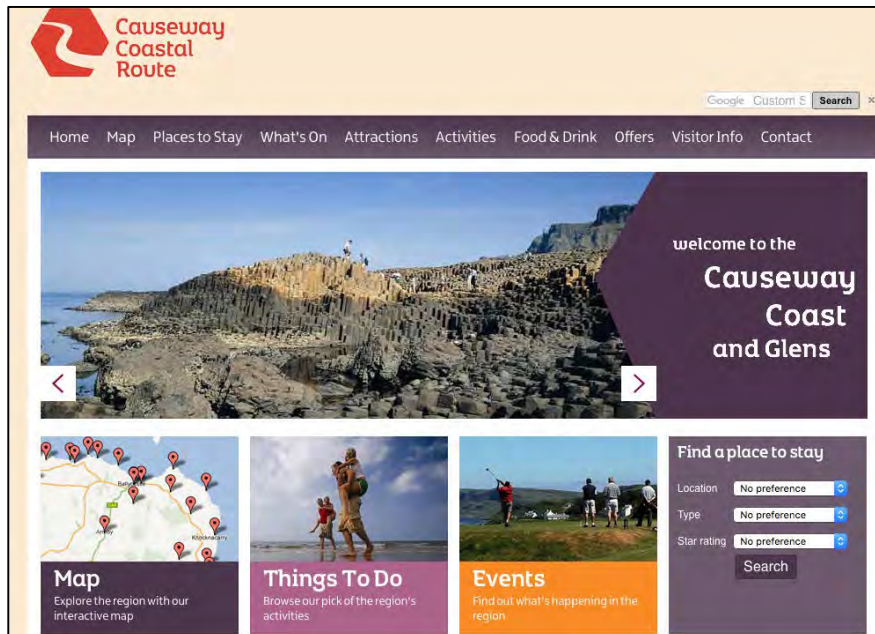 Causeway
Coastal
Route
Google Custom S Search
Home Map Places to Stay What's On Attractions Activities Food & Drink Offers Visitor Info Contact
welcome to the
Causeway
Coast
and Glens
Map
Explore the region with our
interactive map
Things To Do
Browse our pick of the region's
activities
Events
Find out what's happening in the
region
Find a place to stay
Location No preference
Type No preference
Star rating No preference
Search
Knocknacarry